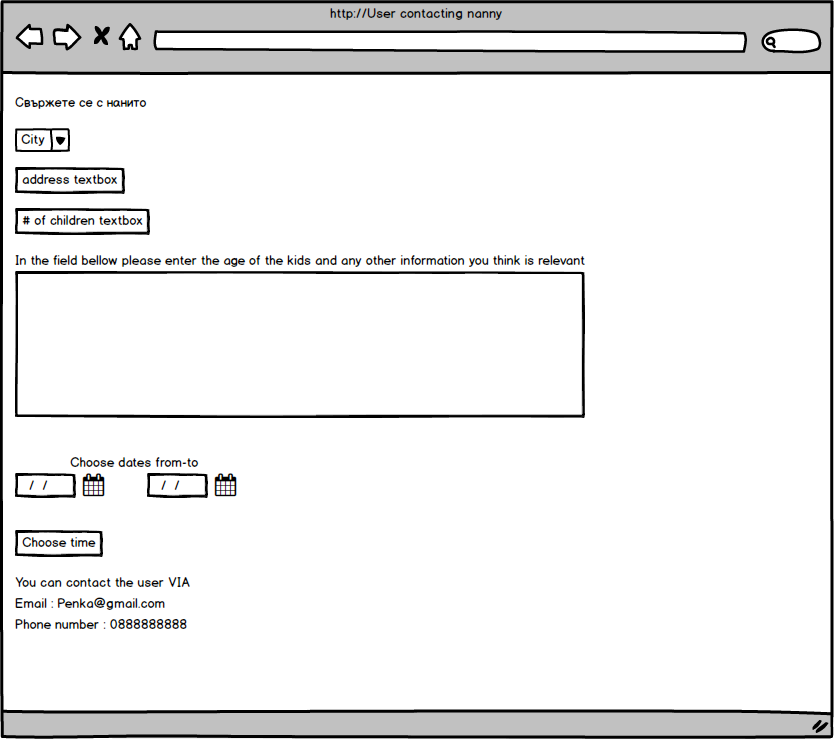 http://User contacting nanny
Свържете се с нанито
City
address textbox
# of children textbox
In the field bellow please enter the age of the kids and any other information you think is relevant
Choose dates from-to
/ / / /
Choose time
You can contact the user VIA
Email : Penka@gmail.com
Phone number : 0888888888